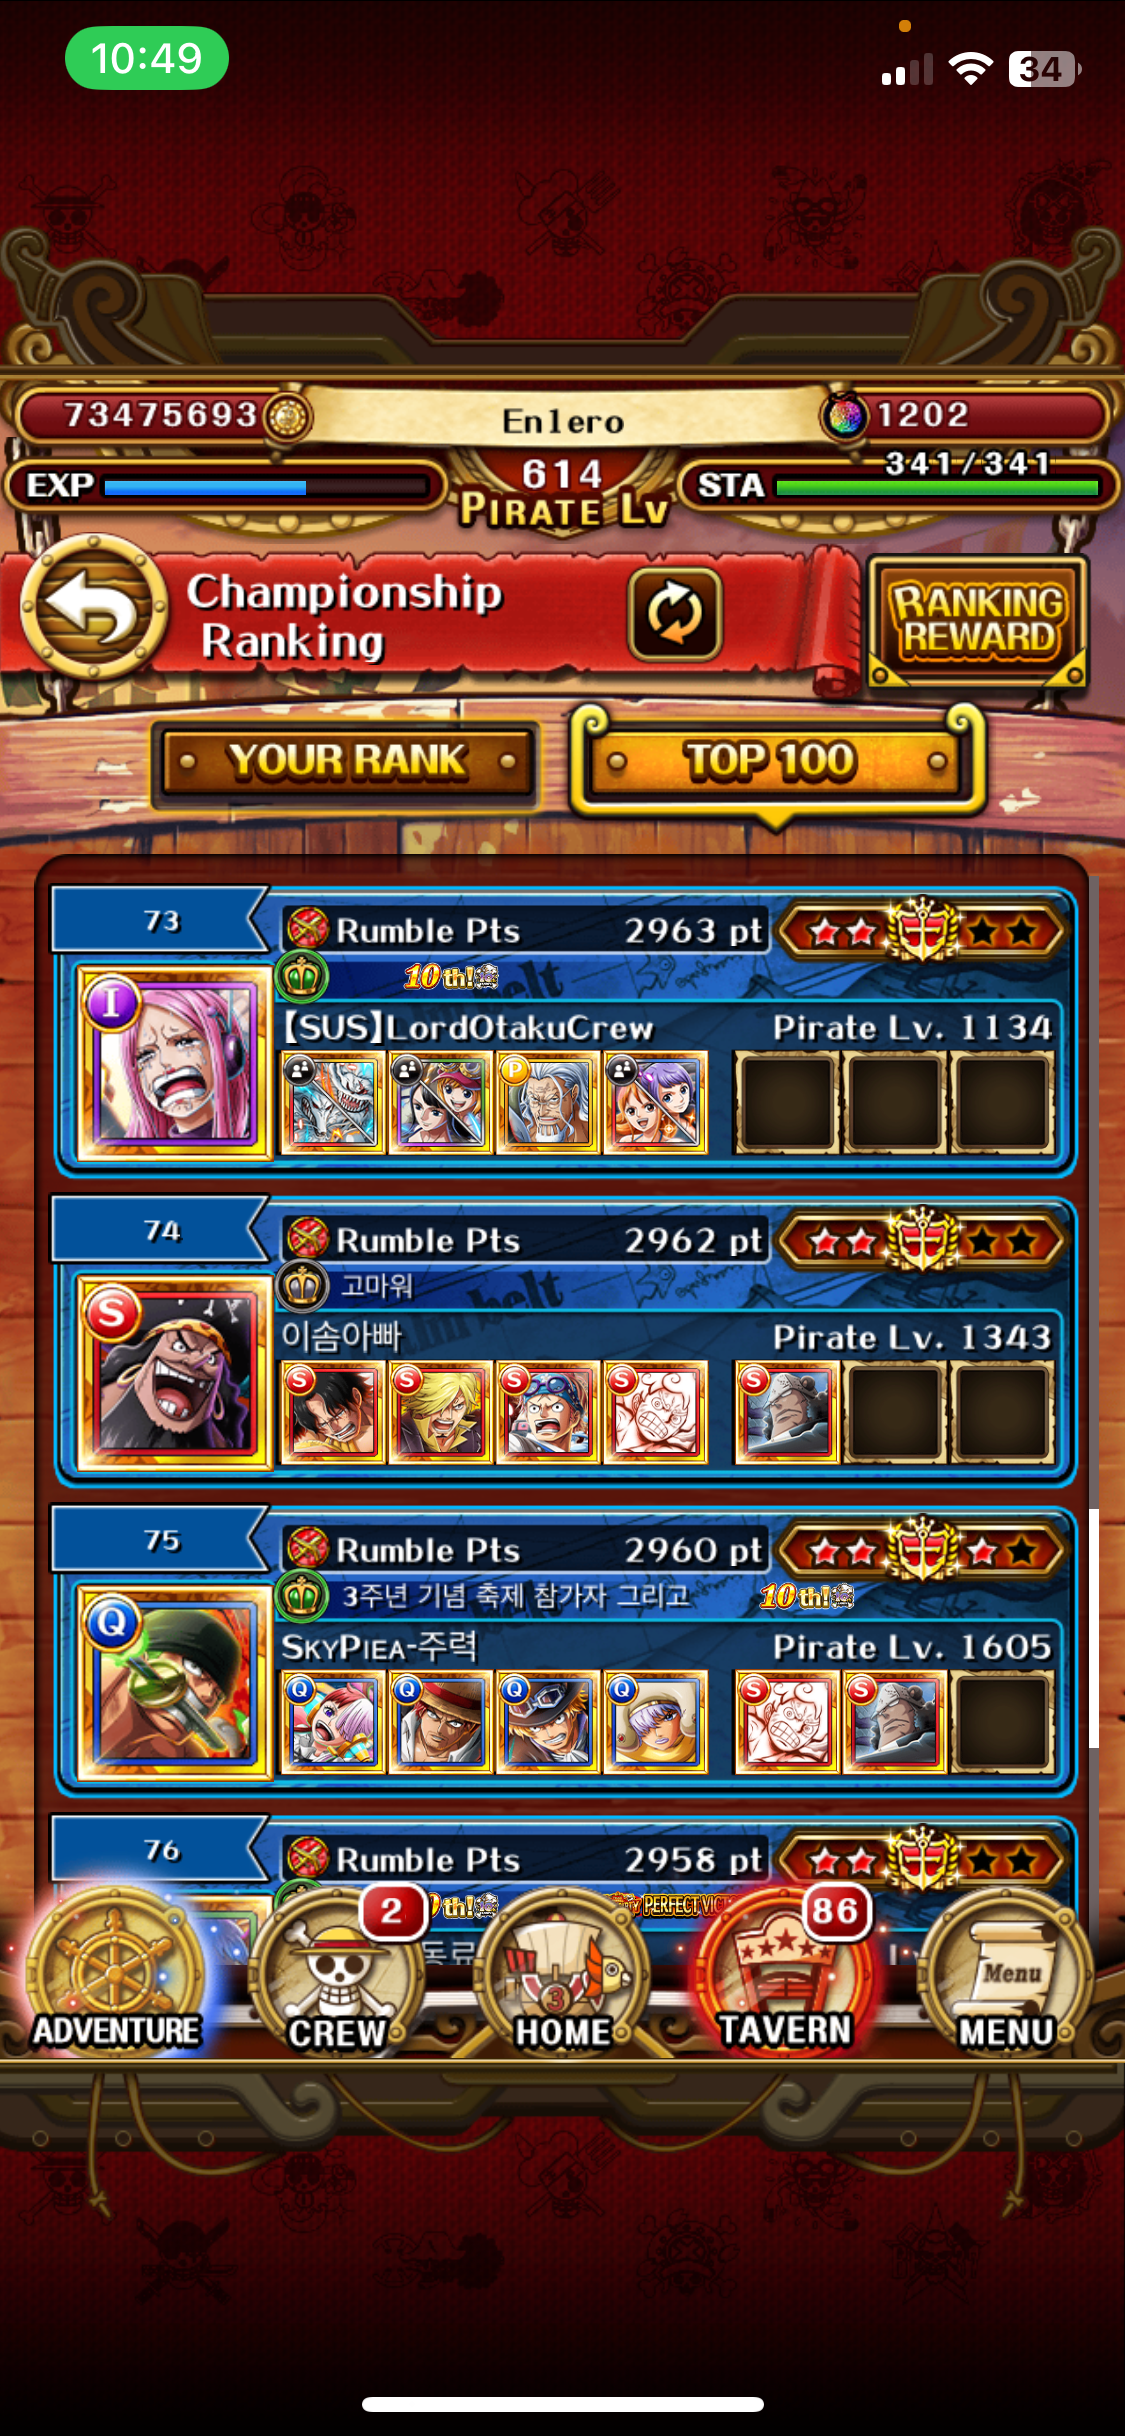 10:49
34
73475693
En1ero
1202
EXP
614
PIRATE Lv
STA
341/341
Championship
Ranking
RANKING
REWARD
YOUR RANK
TOP 100
73
Rumble Pts 2963 pt
10th!
【SUS】LordOtakuCrew
Pirate Lv. 1134
I
P
74
Rumble Pts 2962 pt
고마워
이솜아빠
Pirate Lv. 1343
S
S S S S S
75
Rumble Pts 2960 pt
3주년 기념 축제 참가자 그리고
10th!
SKYPIEA-주력
Pirate Lv. 1605
Q
Q Q Q Q S S
76
Rumble Pts 2958 pt
th!
PERFECT
2
86
3
Menu
ADVENTURE
CREW
HOME
TAVERN
MENU